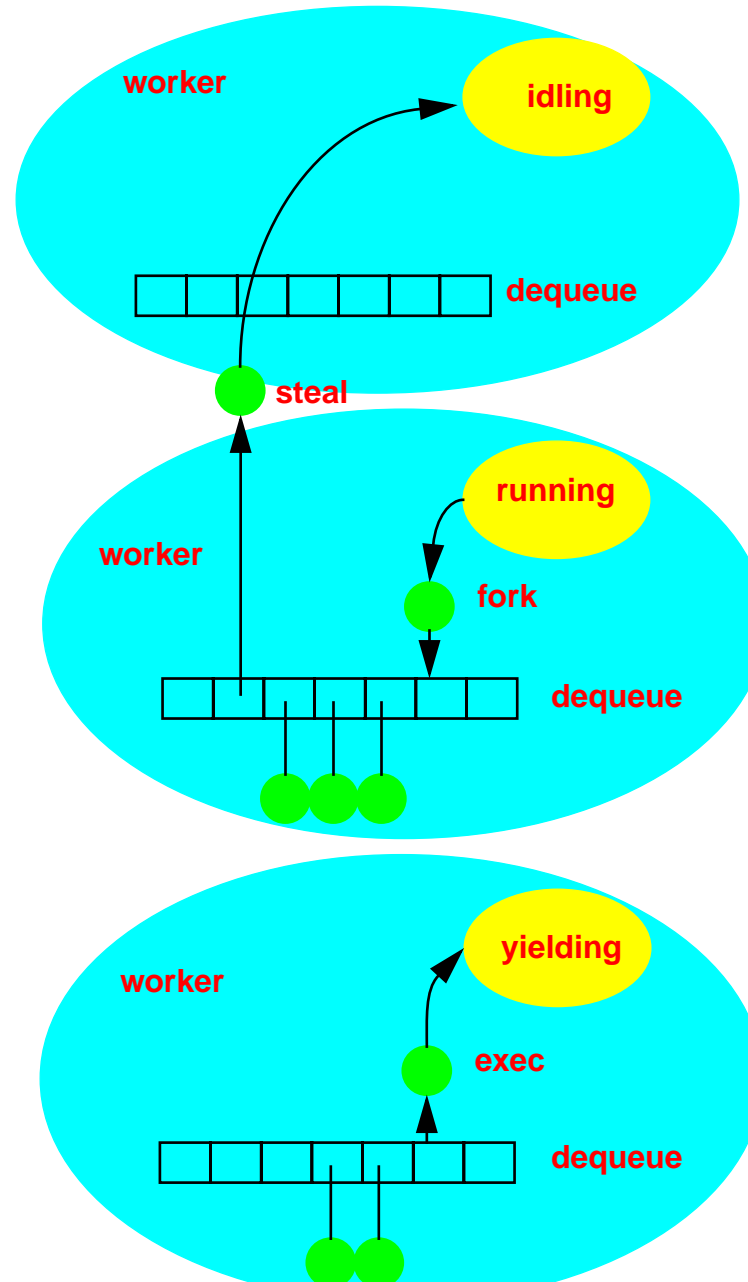 worker
idling
dequeue
steal
running
worker
fork
dequeue
yielding
worker
exec
dequeue